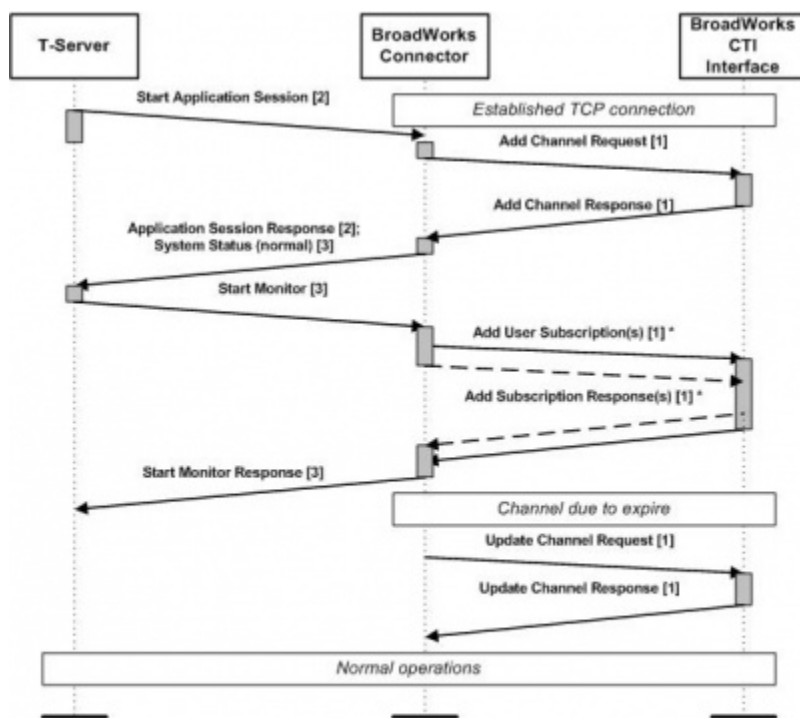 T-Server
BroadWorks
Connector
BroadWorks
CTI
Interface
Start Application Session [2]
Established TCP connection
Add Channel Request [1]
Add Channel Response [1]
Application Session Response [2];
System Status (normal) [3]
Start Monitor [3]
Add User Subscription(s) [1] *
Add Subscription Response(s) [1] *
Start Monitor Response [3]
Channel due to expire
Update Channel Request [1]
Update Channel Response [1]
Normal operations